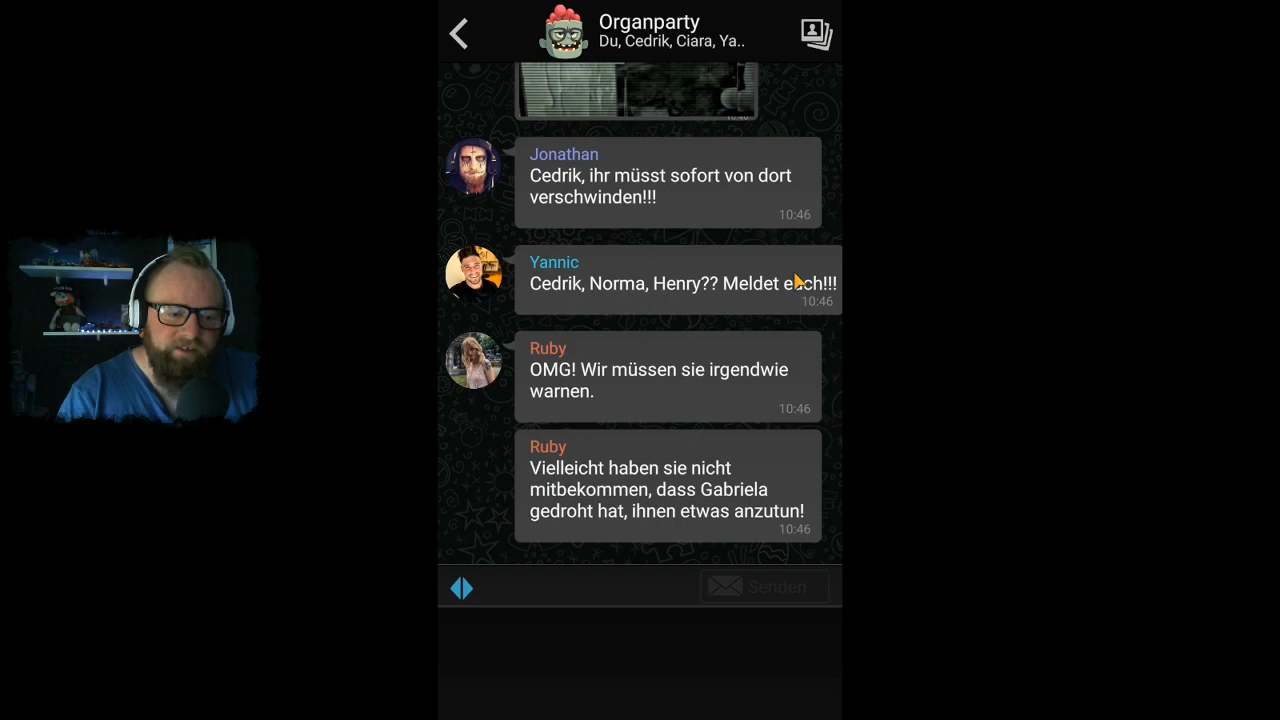 Organparty
Du, Cedrik, Ciara, Ya..
10:46
Jonathan
Cedrik, ihr müsst sofort von dort
verschwinden!!!
10:46
Yannic
Cedrik, Norma, Henry?? Meldet euch!!!
10:46
Ruby
OMG! Wir müssen sie irgendwie
warnen.
10:46
Ruby
Vielleicht haben sie nicht
mitbekommen, dass Gabriela
gedroht hat, ihnen etwas anzutun!
10:46
Senden